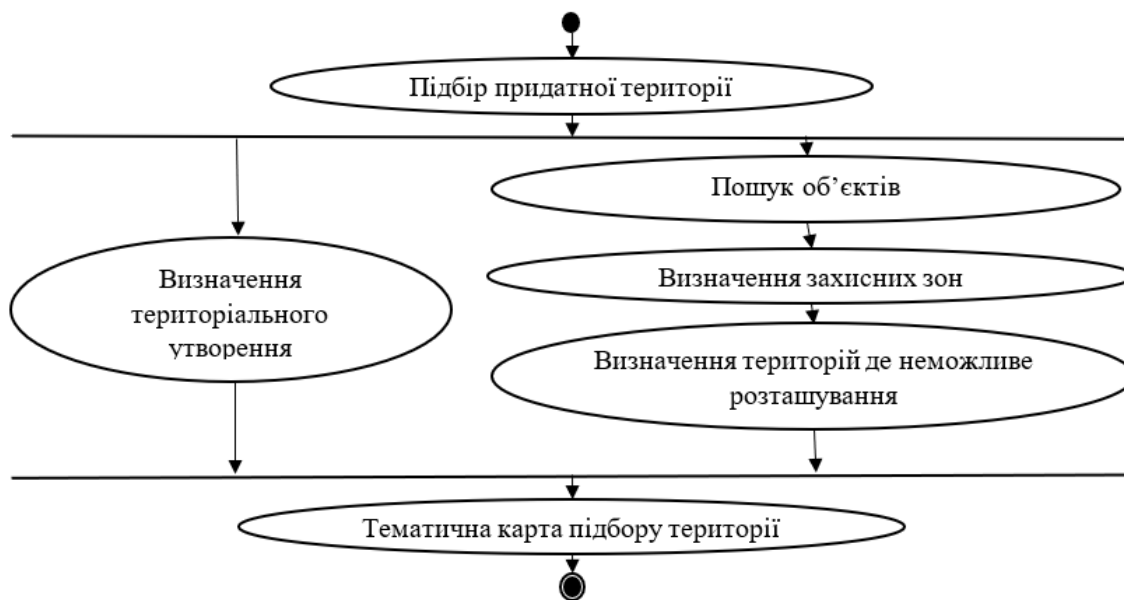 Підбір придатної території
Пошук об’єктів
Визначення захисних зон
Визначення
територіального
утворення
Визначення територій де неможливе
розташування
Тематична карта підбору території